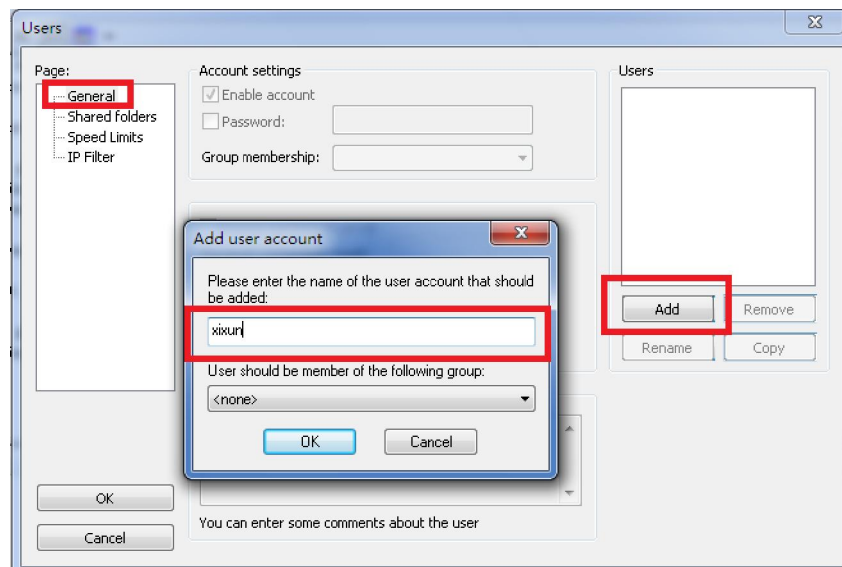 Users
Page:
General
Shared folders
Speed Limits
IP Filter
Account settings
Enable account
Password:
Group membership:
Users
Add user account
Please enter the name of the user account that should
be added:
xixun
User should be member of the following group:
<none>
OK
Cancel
Add
Remove
Rename
Copy
OK
Cancel
You can enter some comments about the user